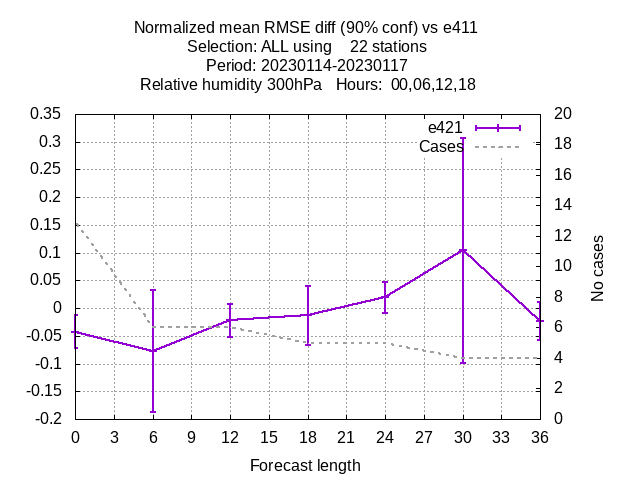 Normalized mean RMSE diff (90% conf) vs e411
Selection: ALL using    22 stations
Period: 20230114-20230117
Relative humidity 300hPa   Hours:  00,06,12,18
e421
Cases
0.35
0.3
0.25
0.2
0.15
0.1
0.05
0
-0.05
-0.1
-0.15
-0.2
20
18
16
14
12
10
8
6
4
2
0
No cases
0 3 6 9 12 15 18 21 24 27 30 33 36
Forecast length